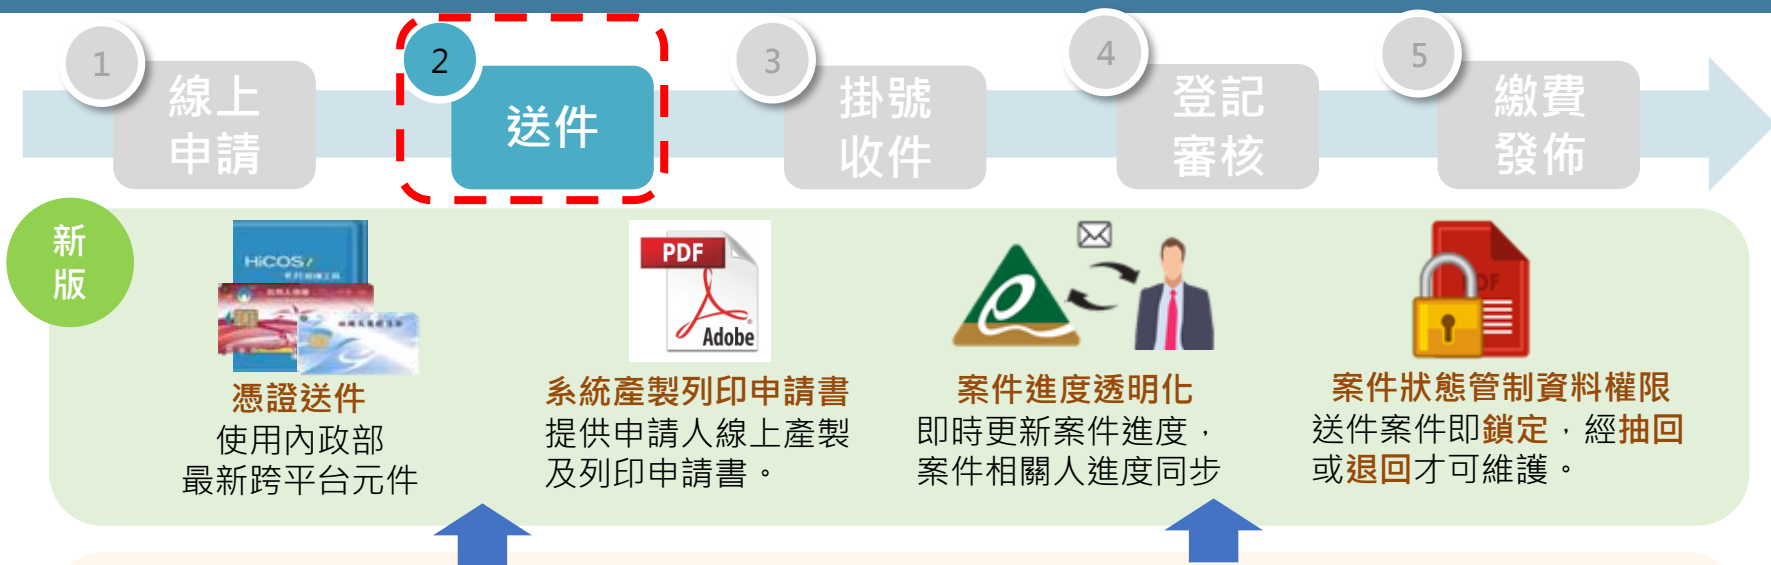 1
線上
申請
2
送件
3
掛號
收件
4
登記
審核
5
繳費
發佈
新
版
HiCOS
憑證送件
使用內政部
最新跨平台元件
PDF
Adobe
系統產製列印申請書
提供申請人線上產製
及列印申請書。
案件進度透明化
即時更新案件進度，
案件相關人進度同步
PDF
案件狀態管制資料權限
送件案件即鎖定，經抽回
或退回才可維護。